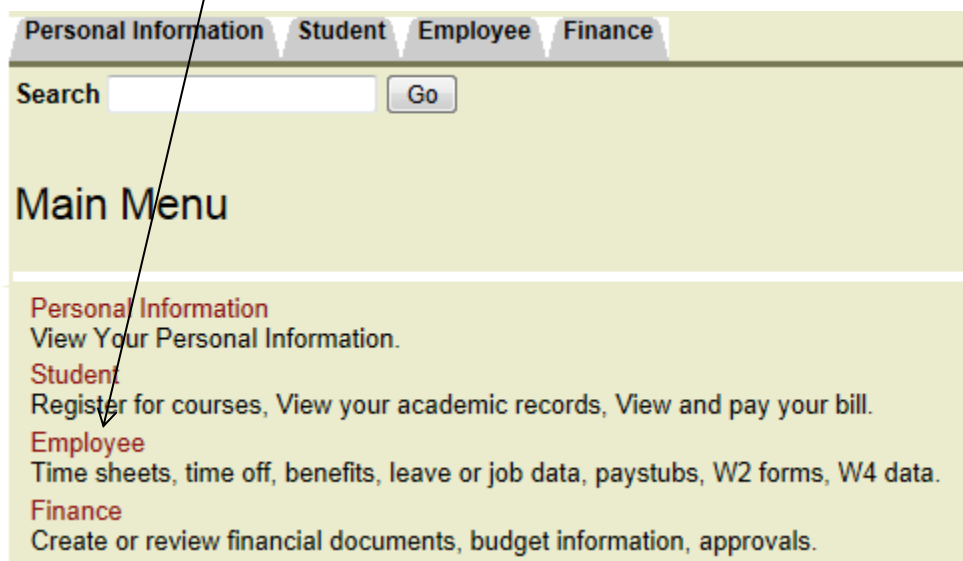 Personal Information Student Employee Finance
Search Go
Main Menu
Personal Information
View Your Personal Information.
Student
Register for courses, View your academic records, View and pay your bill.
Employee
Time sheets, time off, benefits, leave or job data, paystubs, W2 forms, W4 data.
Finance
Create or review financial documents, budget information, approvals.